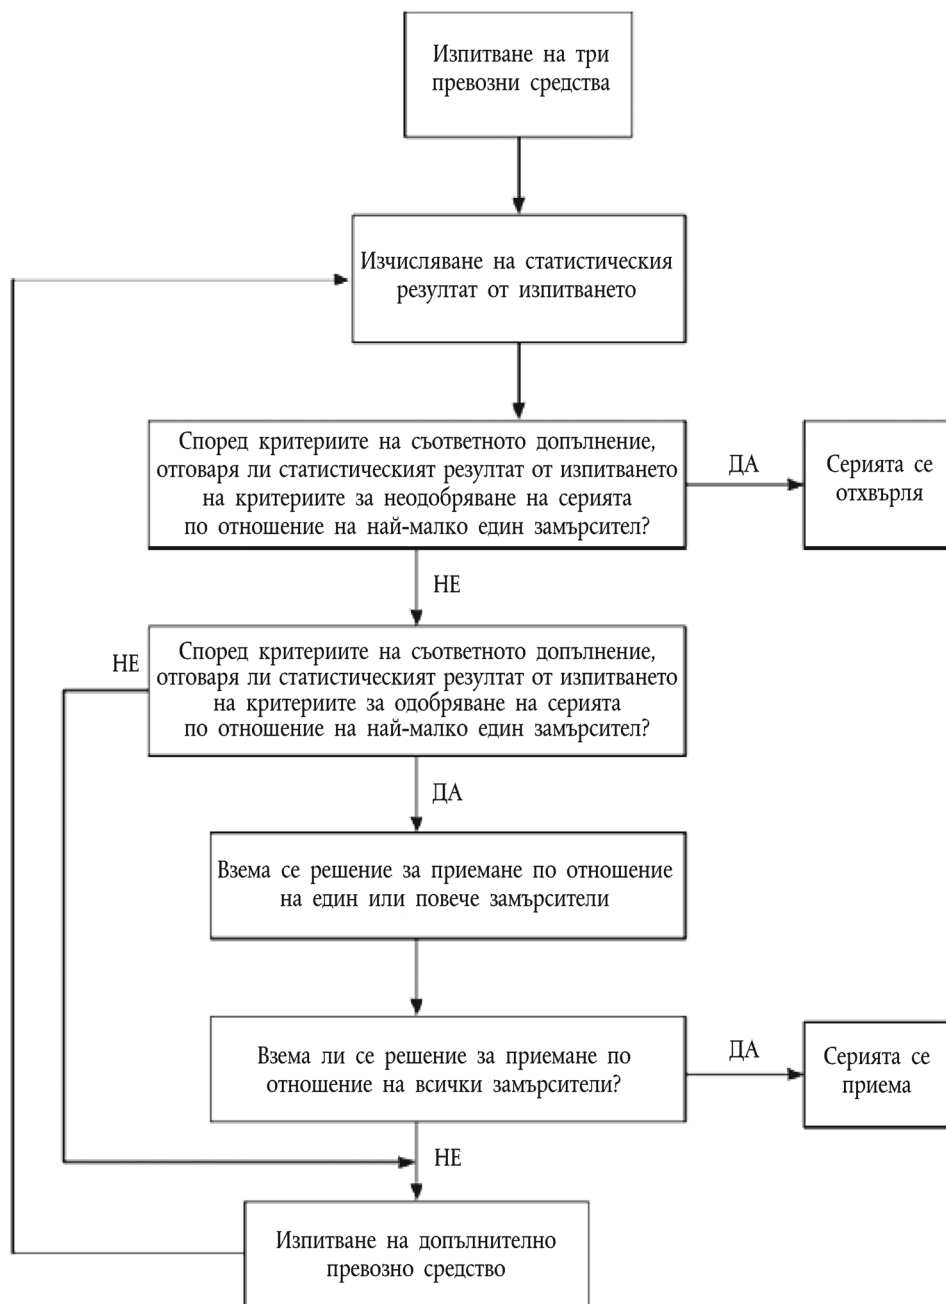 Изпитване на три
превозни средства
Изчисляване на статистическия
резултат от изпитването
Според критериите на съответното допълнение,
отговаря ли статистическият резултат от изпитването
на критериите за неодобряване на серията
по отношение на най-малко един замърсител?
ДА
Серията се
отхвърля
НЕ
НЕ
Според критериите на съответното допълнение,
отговаря ли статистическият резултат от изпитването
на критериите за одобряване на серията
по отношение на най-малко един замърсител?
ДА
Взема се решение за приемане по отношение
на един или повече замърсители
Взема ли се решение за приемане по
отношение на всички замърсители?
ДА
Серията се
приема
НЕ
Изпитване на допълнително
превозно средство